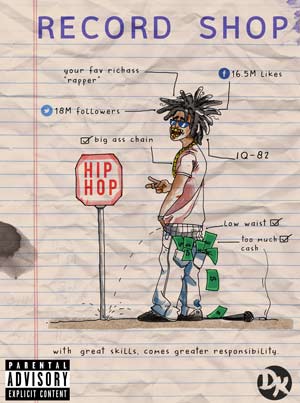 RECORD SHOP
your fav richass
"rapper"
f 16.5M Likes
18M followers
big ass chain
IQ-82
HIP
HOP
Low waist
too much
cash
with great skills, comes greater responsibility.
PARENTAL
ADVISORY
EXPLICIT CONTENT
DK